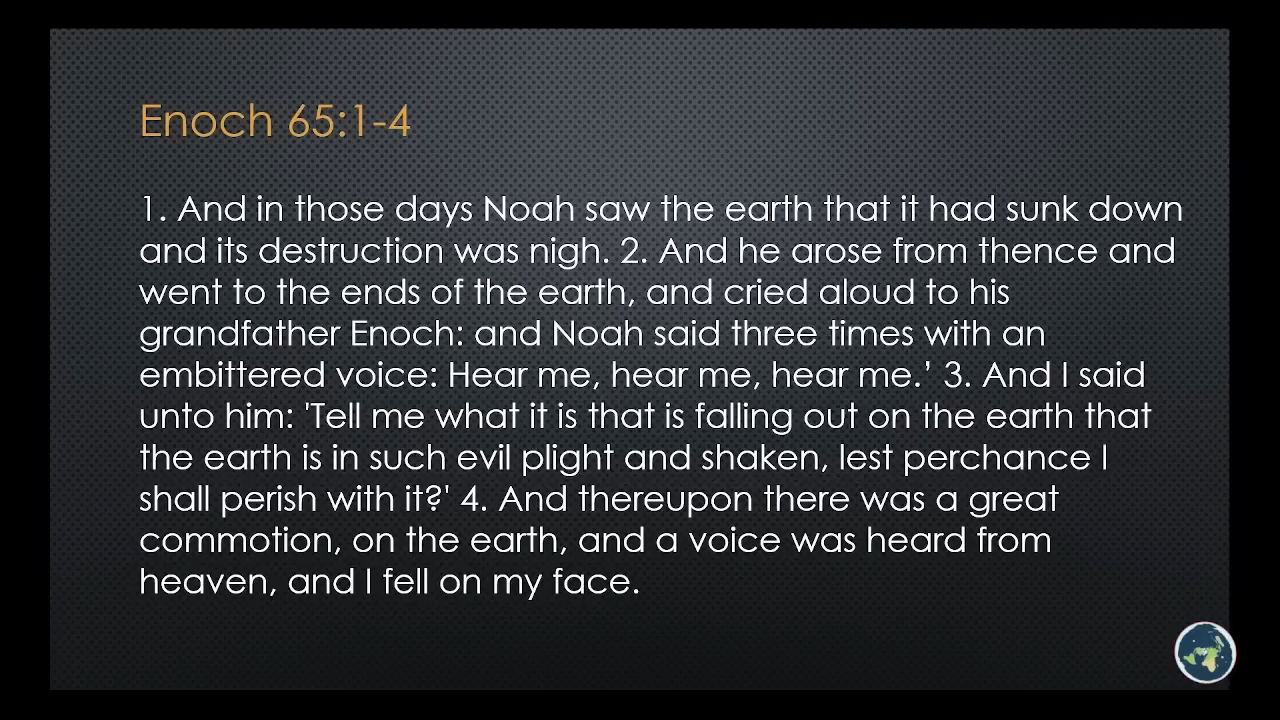 Enoch 65:1-4
1. And in those days Noah saw the earth that it had sunk down
and its destruction was nigh. 2. And he arose from thence and
went to the ends of the earth, and cried aloud to his
grandfather Enoch: and Noah said three times with an
embittered voice: Hear me, hear me, hear me.’ 3. And I said
unto him: 'Tell me what it is that is falling out on the earth that
the earth is in such evil plight and shaken, lest perchance I
shall perish with it?' 4. And thereupon there was a great
commotion, on the earth, and a voice was heard from
heaven, and I fell on my face.